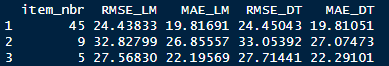 item_nbr RMSE_LM MAE_LM RMSE_DT MAE_DT
1 45 24.43833 19.81691 24.45043 19.81051
2 9 32.82799 26.85557 33.05392 27.07473
3 5 27.56830 22.19569 27.71441 22.29101